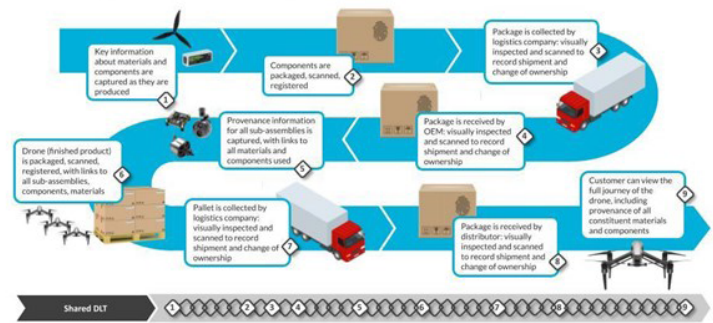 Key information
about materials and
components are
captured as they are
produced
1
Components are
packaged, scanned,
registered
2
Package is collected by
logistics company: visually
inspected and scanned to
record shipment and
change of ownership
3
Package is received by
OEM: visually inspected
and scanned to record
shipment and change of
ownership
4
Provenance information
for all sub-assemblies is
captured, with links to
all materials and
components used
5
Drone (finished product)
is packaged, scanned,
registered, with links to
all sub-assemblies,
components, materials
6
Pallet is collected by
logistics company:
visually inspected and
scanned to record
shipment and change of
ownership
7
Package is received by
distributor: visually
inspected and scanned
to record shipment and
change of ownership
8
Customer can view the
full journey of the
drone, including
provenance of all
constituent materials
and components
9
Shared DLT
1 2 3 4 5 6 7 8 9